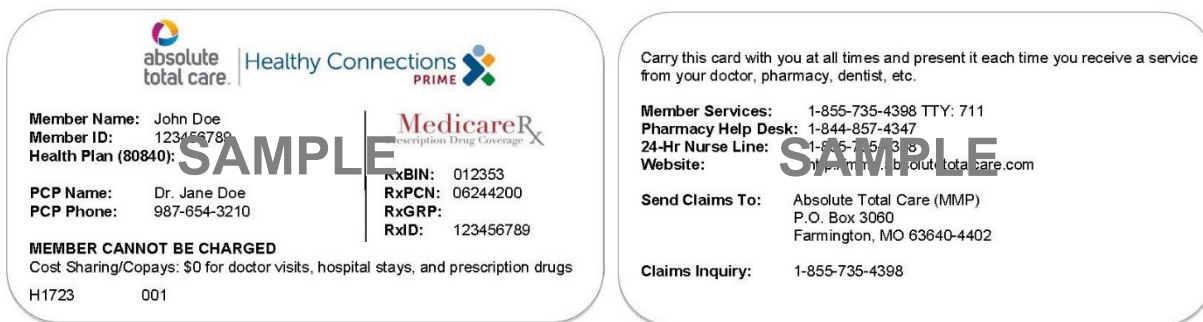 absolute
total care.
Healthy Connections
PRIME
Member Name: John Doe
Member ID: 123456789
Health Plan (80840):
SAMPLE
PCP Name: Dr. Jane Doe
PCP Phone: 987-654-3210
MedicareRx
Prescription Drug Coverage
RxBIN: 012353
RxPCN: 06244200
RxGRP:
RxID: 123456789
MEMBER CANNOT BE CHARGED
Cost Sharing/Copays: $0 for doctor visits, hospital stays, and prescription drugs
H1723 001
Carry this card with you at all times and present it each time you receive a service
from your doctor, pharmacy, dentist, etc.
Member Services: 1-855-735-4398 TTY: 711
Pharmacy Help Desk: 1-844-857-4347
24-Hr Nurse Line:
Website: absolutetotalcare.com
SAMPLE
Send Claims To: Absolute Total Care (MMP)
P.O. Box 3060
Farmington, MO 63640-4402
Claims Inquiry: 1-855-735-4398